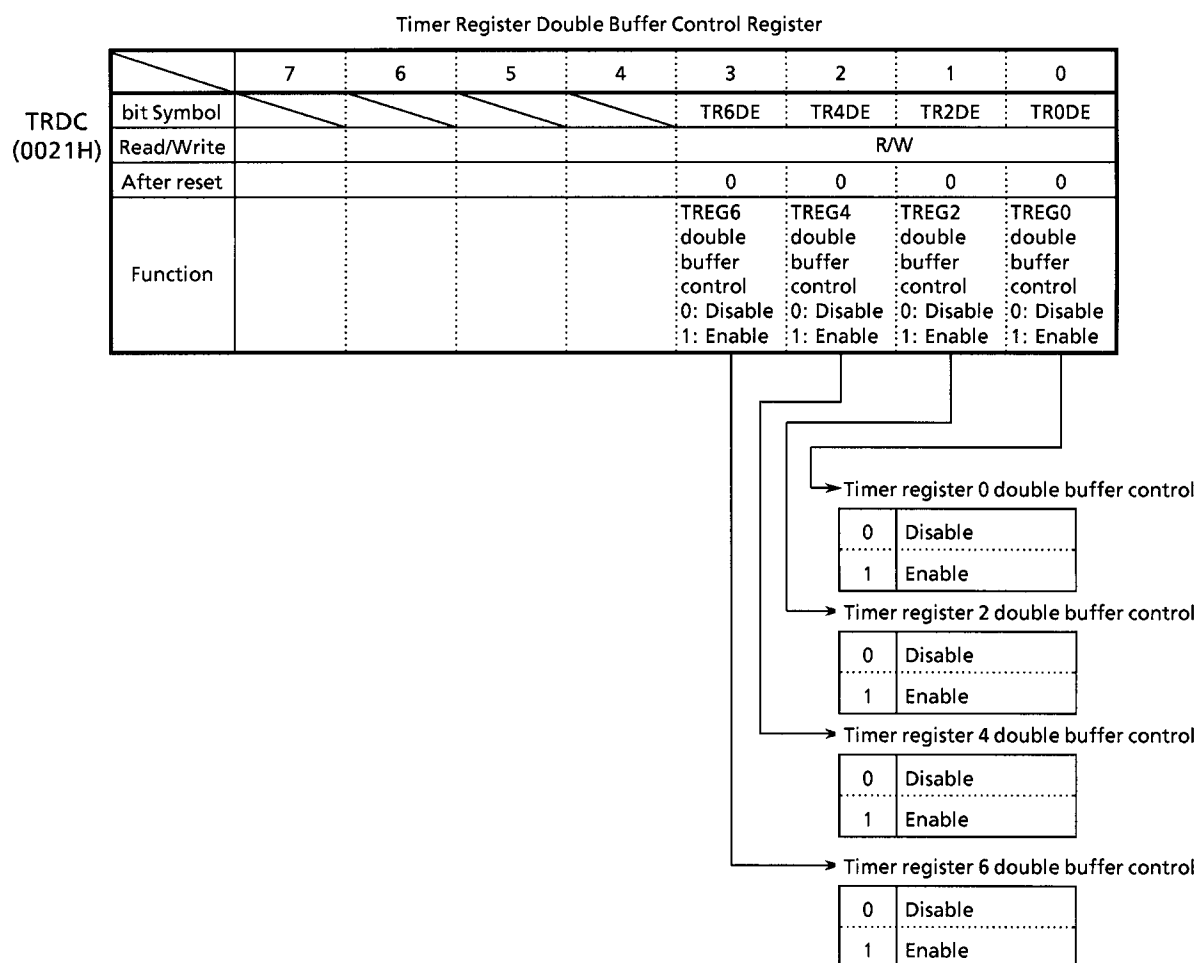 Timer Register Double Buffer Control Register
7 6 5 4 3 2 1 0
TRDC
(0021H)
bit Symbol TR6DE TR4DE TR2DE TR0DE
Read/Write R/W
After reset 0 0 0 0
Function
TREG6 TREG4 TREG2 TREG0
double double double double
buffer buffer buffer buffer
control control control control
0: Disable 0: Disable 0: Disable 0: Disable
1: Enable 1: Enable 1: Enable 1: Enable
Timer register 0 double buffer control
0 Disable
1 Enable
Timer register 2 double buffer control
0 Disable
1 Enable
Timer register 4 double buffer control
0 Disable
1 Enable
Timer register 6 double buffer control
0 Disable
1 Enable